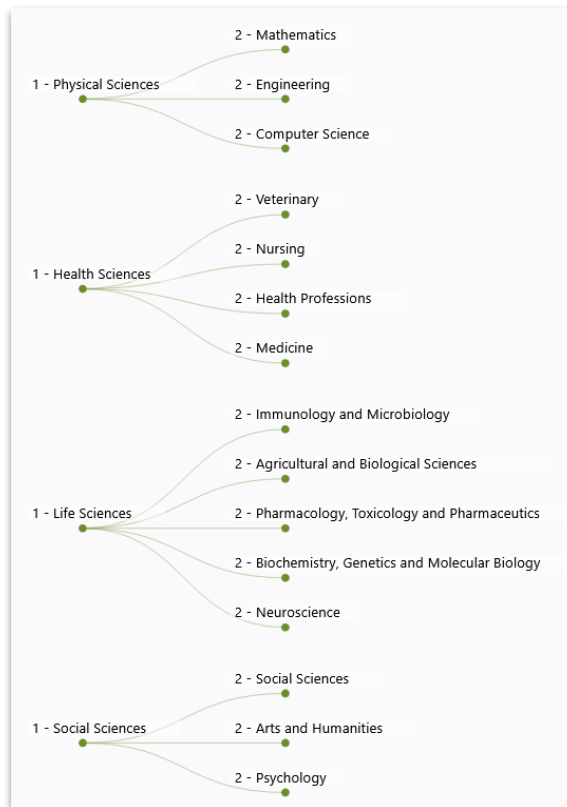 2 - Mathematics
1 - Physical Sciences
2 - Engineering
2 - Computer Science
2 - Veterinary
2 - Nursing
1 - Health Sciences
2 - Health Professions
2 - Medicine
2 - Immunology and Microbiology
2 - Agricultural and Biological Sciences
1 - Life Sciences
2 - Pharmacology, Toxicology and Pharmaceutics
2 - Biochemistry, Genetics and Molecular Biology
2 - Neuroscience
2 - Social Sciences
1 - Social Sciences
2 - Arts and Humanities
2 - Psychology